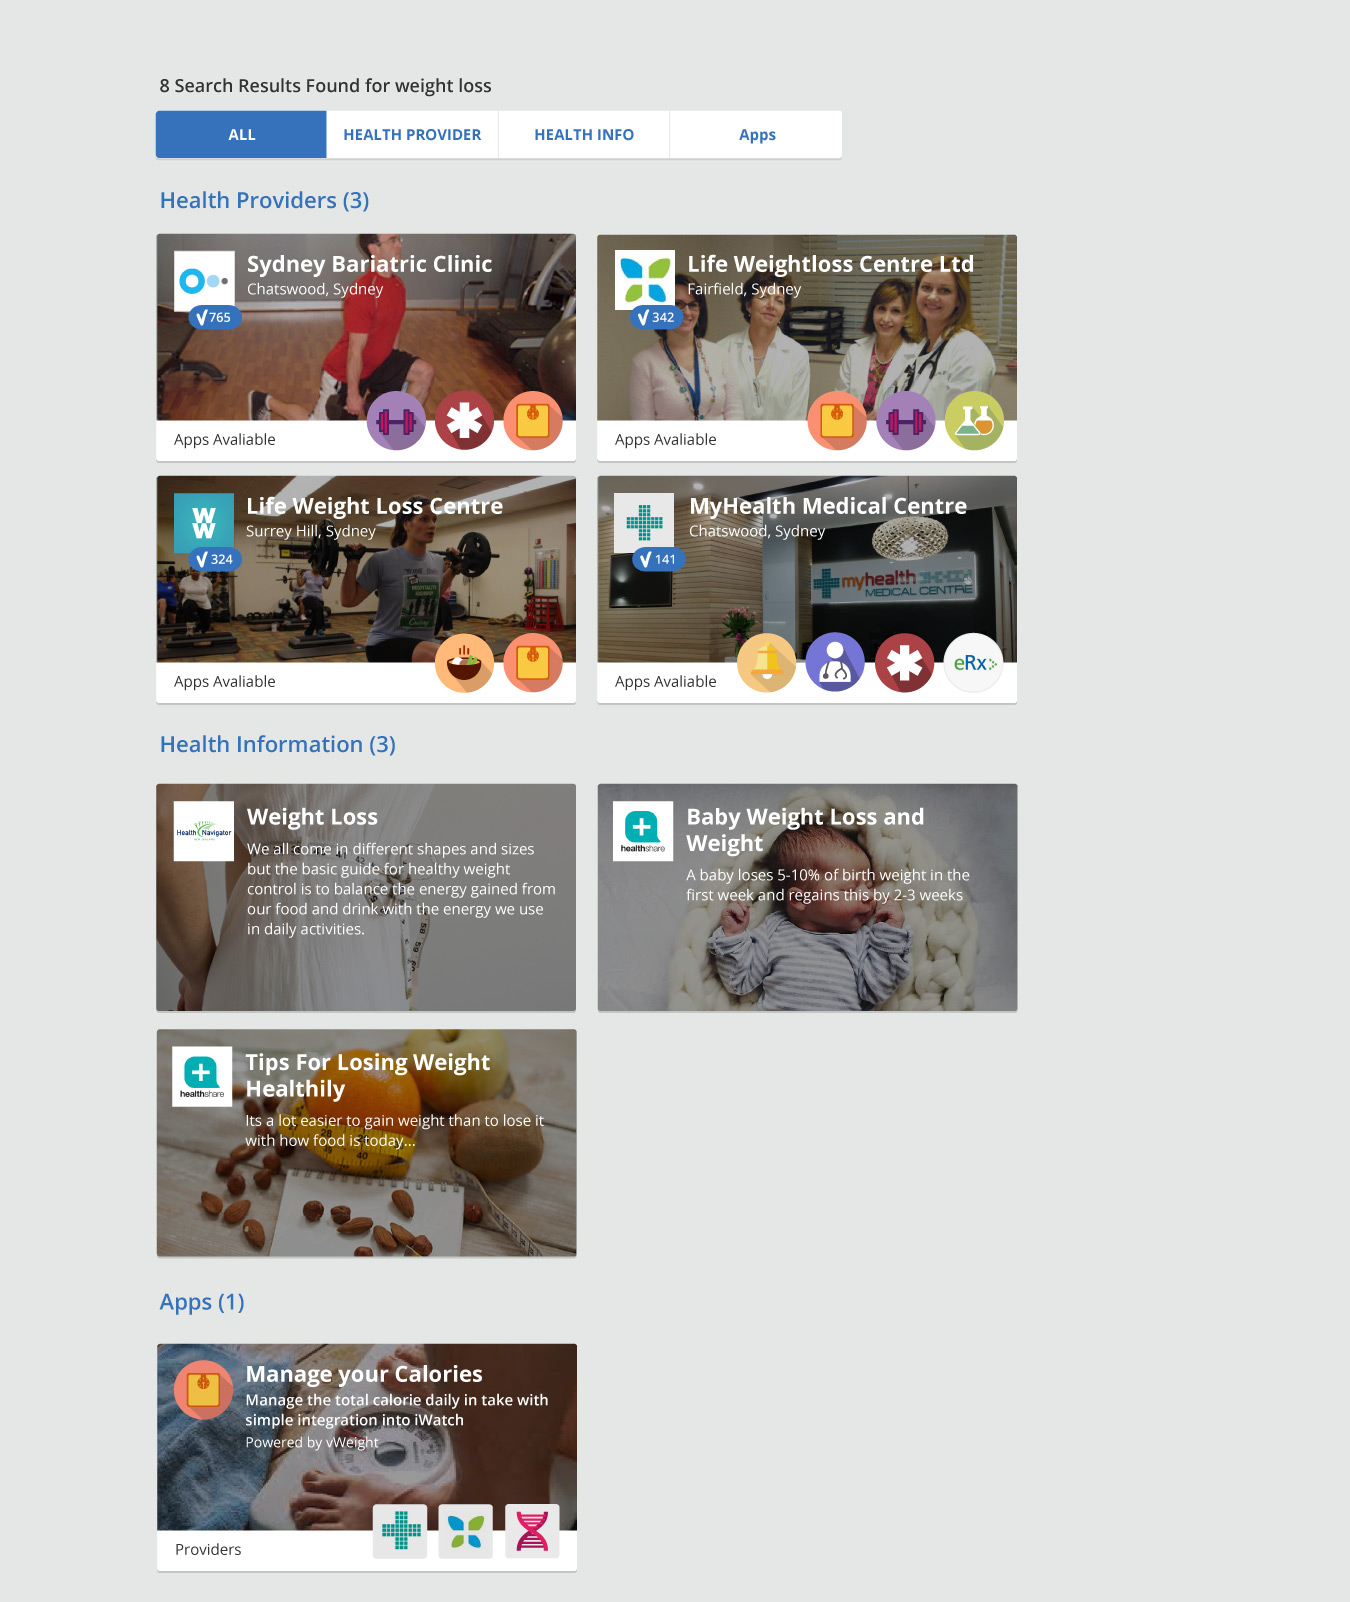 8 Search Results Found for weight loss
ALL
HEALTH PROVIDER
HEALTH INFO
Apps
Health Providers (3)
Sydney Bariatric Clinic
Chatswood, Sydney
765
Apps Avaliable
Life Weightloss Centre Ltd
Fairfield, Sydney
342
Apps Avaliable
WW
Life Weight Loss Centre
Surrey Hill, Sydney
324
Apps Avaliable
MyHealth Medical Centre
Chatswood, Sydney
141
myhealth
MEDICAL CENTRE
Apps Avaliable
eRx
Health Information (3)
Health Navigator
Weight Loss
We all come in different shapes and sizes
but the basic guide for healthy weight
control is to balance the energy gained from
our food and drink with the energy we use
in daily activities.
healthshare
Baby Weight Loss and
Weight
A baby loses 5-10% of birth weight in the
first week and regains this by 2-3 weeks
healthshare
Tips For Losing Weight
Healthily
Its a lot easier to gain weight than to lose it
with how food is today...
Apps (1)
Manage your Calories
Manage the total calorie daily in take with
simple integration into iWatch
Powered by vWeight
Providers